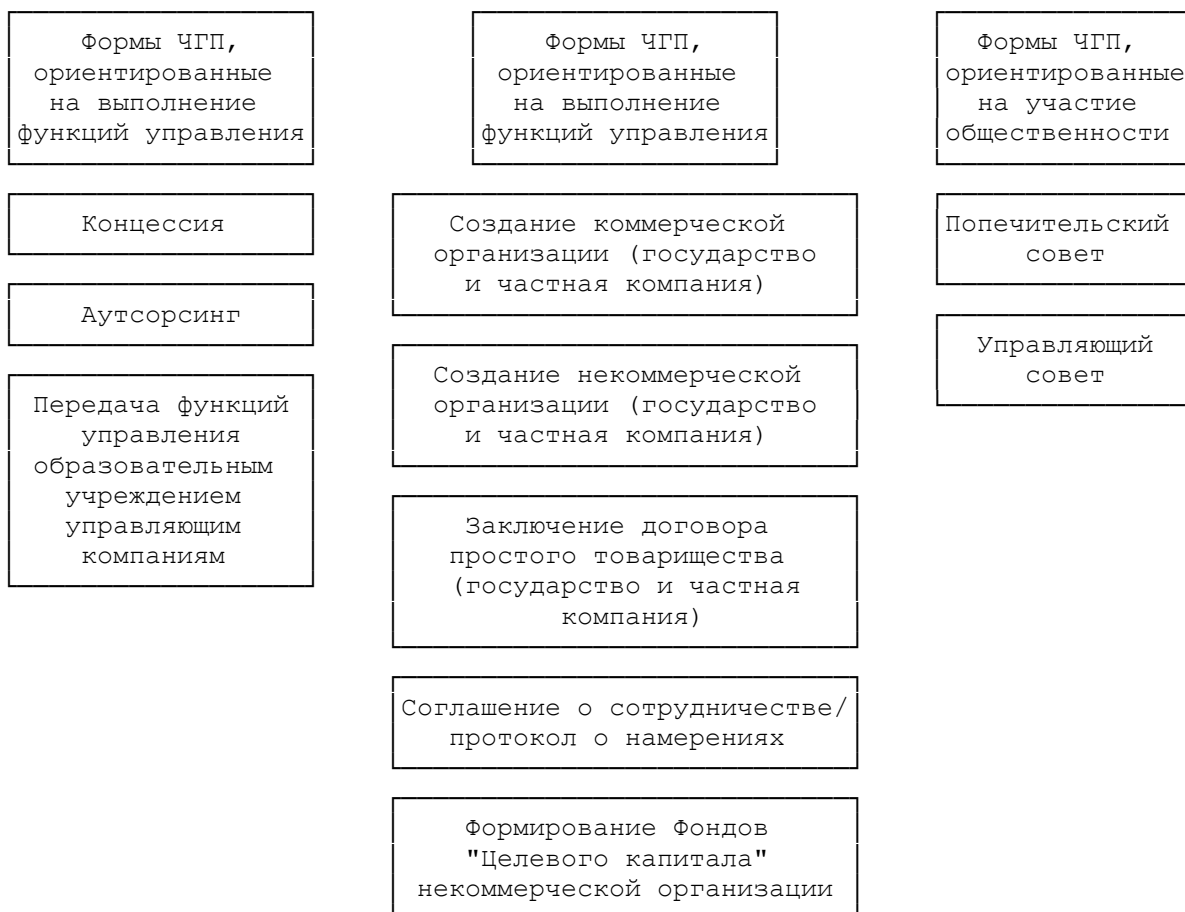 Формы ЧГП,
ориентированные
на выполнение
функций управления
Концессия
Аутсорсинг
Передача функций
управления
образовательным
учреждением
управляющим
компаниям
Формы ЧГП,
ориентированные
на выполнение
функций управления
Создание коммерческой
организации (государство
и частная компания)
Создание некоммерческой
организации (государство
и частная компания)
Заключение договора
простого товарищества
(государство и частная
компания)
Соглашение о сотрудничестве/
протокол о намерениях
Формирование Фондов
"Целевого капитала"
некоммерческой организации
Формы ЧГП,
ориентированные
на участие
общественности
Попечительский
совет
Управляющий
совет